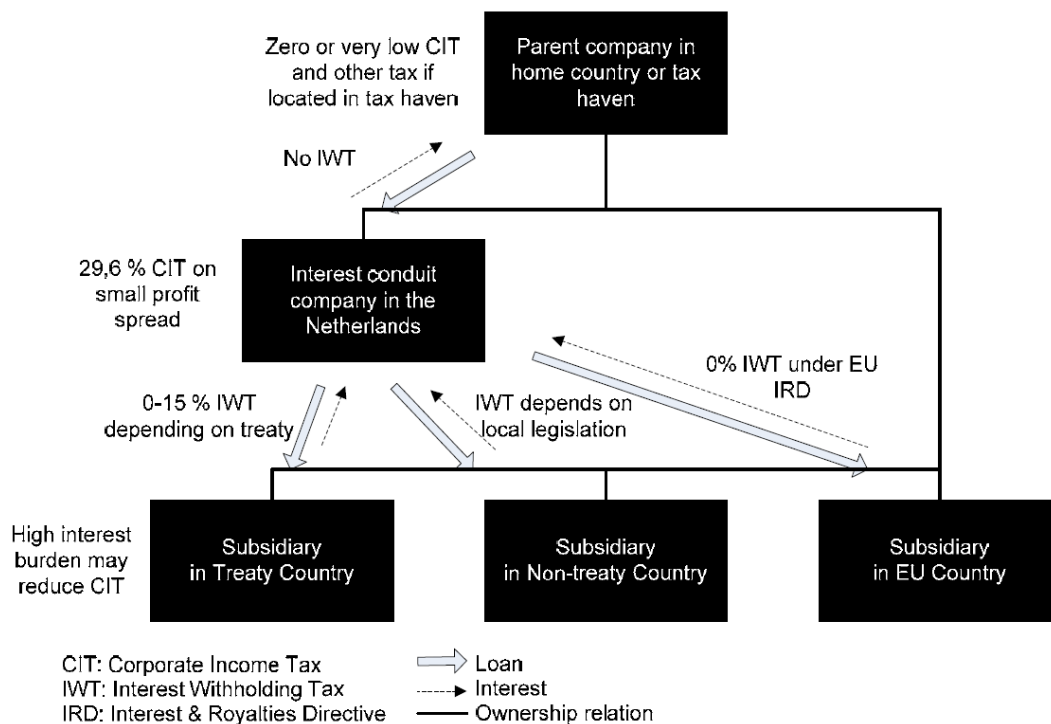 Zero or very low CIT
and other tax if
located in tax haven
Parent company in
home country or tax
haven
No IWT
29,6 % CIT on
small profit
spread
Interest conduit
company in the
Netherlands
0% IWT under EU
IRD
0-15 % IWT
depending on treaty
IWT depends on
local legislation
High interest
burden may
reduce CIT
Subsidiary
in Treaty Country
Subsidiary
in Non-treaty Country
Subsidiary
in EU Country
CIT: Corporate Income Tax
IWT: Interest Withholding Tax
IRD: Interest & Royalties Directive
Loan
Interest
Ownership relation